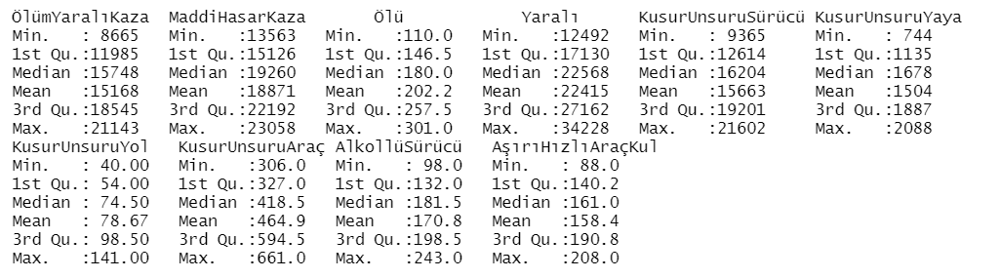 ÖlümYaralıKaza MaddiHasarKaza Ölü Yaralı KusurUnsuruSürücü KusurUnsuruYaya
Min. : 8665 Min. :13563 Min. :110.0 Min. :12492 Min. : 9365 Min. : 744
1st Qu.:11985 1st Qu.:15126 1st Qu.:146.5 1st Qu.:17130 1st Qu.:12614 1st Qu.:1135
Median :15748 Median :19260 Median :180.0 Median :22568 Median :16204 Median :1678
Mean :15168 Mean :18871 Mean :202.2 Mean :22415 Mean :15663 Mean :1504
3rd Qu.:18545 3rd Qu.:22192 3rd Qu.:257.5 3rd Qu.:27162 3rd Qu.:19201 3rd Qu.:1887
Max. :21143 Max. :23058 Max. :301.0 Max. :34228 Max. :21602 Max. :2088
KusurUnsuruYol KusurUnsuruAraç AlkollüSürücü AşırıHızlıAraçKul
Min. : 40.00 Min. :306.0 Min. : 98.0 Min. : 88.0
1st Qu.: 54.00 1st Qu.:327.0 1st Qu.:132.0 1st Qu.:140.2
Median : 74.50 Median :418.5 Median :181.5 Median :161.0
Mean : 78.67 Mean :464.9 Mean :170.8 Mean :158.4
3rd Qu.: 98.50 3rd Qu.:594.5 3rd Qu.:198.5 3rd Qu.:190.8
Max. :141.00 Max. :661.0 Max. :243.0 Max. :208.0